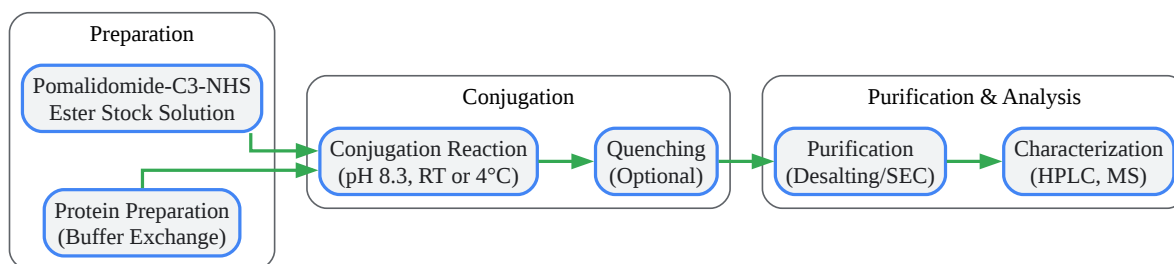 Preparation
Pomalidomide-C3-NHS
Ester Stock Solution
Protein Preparation
(Buffer Exchange)
Conjugation
Conjugation Reaction
(pH 8.3, RT or 4°C)
Quenching
(Optional)
Purification & Analysis
Purification
(Desalting/SEC)
Characterization
(HPLC, MS)